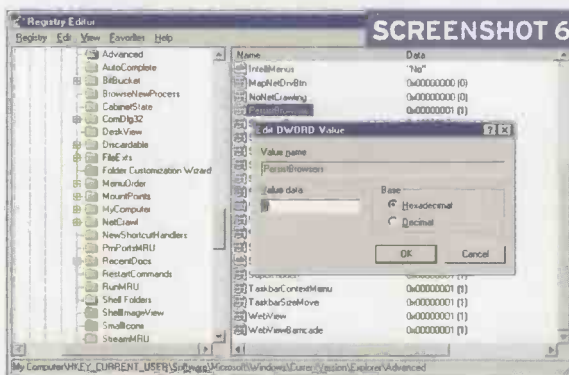 SCREENSHOT 6
Registry Editor
Registry Edit View Favorites Help
Advanced
AutoComplete
BitBucket
BrowseNewProcess
CabinetState
ComDlg32
DeskView
Discardable
FileExts
Folder Customization Wizard
MenuOrder
MountPoints
MyComputer
NetCrawl
NewShortcutHandlers
PrnPortsMRU
RecentDocs
RestartCommands
RunMRU
Shell Folders
ShellImageView
SmallIcons
StreamMRU
Name Data
IntelliMenus "No"
MapNetDrvBtn 0x00000000 (0)
NoNetCrawling 0x00000000 (0)
PersistBrowsers 0x00000001 (1)
Edit DWORD Value
Value name
PersistBrowsers
Value data
Base
Hexadecimal
Decimal
OK Cancel
TaskbarContextMenu 0x00000001 (1)
TaskbarSizeMove 0x00000001 (1)
WebView 0x00000001 (1)
WebViewBarricade 0x00000001 (1)
My Computer\HKEY_CURRENT_USER\Software\Microsoft\Windows\CurrentVersion\Explorer\Advanced